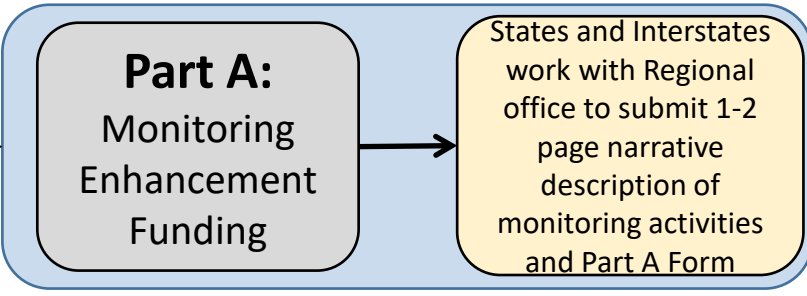 Part A:
Monitoring
Enhancement
Funding
States and Interstates
work with Regional
office to submit 1-2
page narrative
description of
monitoring activities
and Part A Form